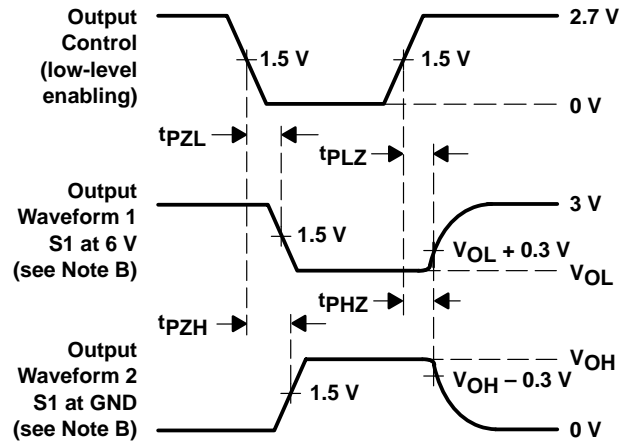 Output
Control
(low-level
enabling)
2.7 V
1.5 V
1.5 V
0 V
tPZL
tPLZ
Output
Waveform 1
S1 at 6 V
(see Note B)
3 V
1.5 V
VOL + 0.3 V
VOL
tPHZ
tPZH
Output
Waveform 2
S1 at GND
(see Note B)
VOH
1.5 V
VOH – 0.3 V
0 V